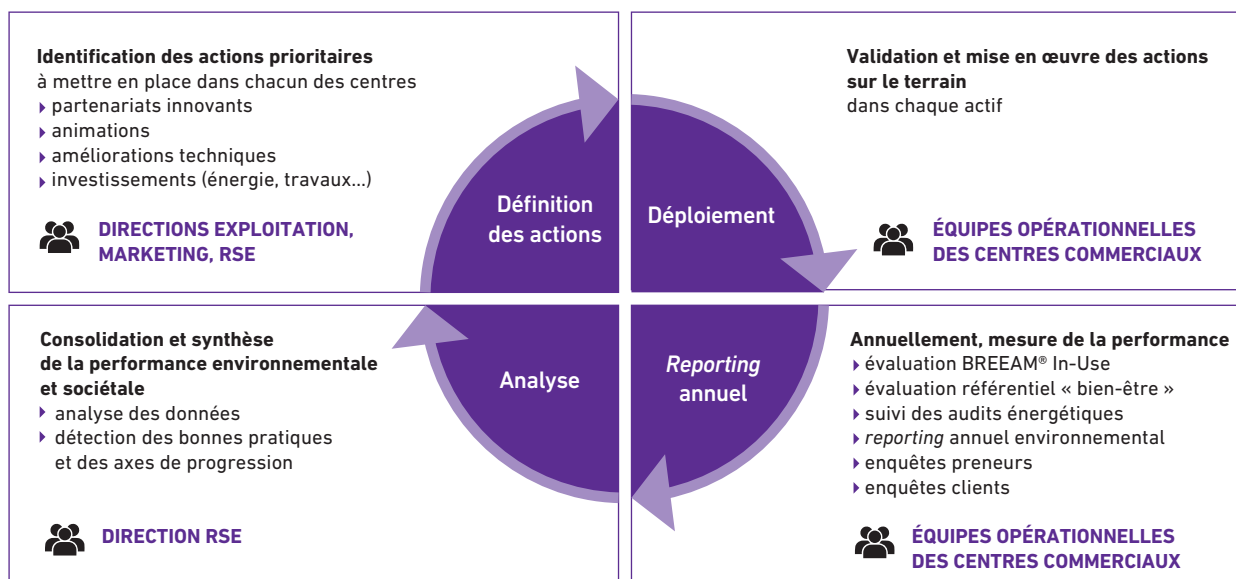 Identification des actions prioritaires
à mettre en place dans chacun des centres
partenariats innovants
animations
améliorations techniques
investissements (énergie, travaux...)
DIRECTIONS EXPLOITATION,
MARKETING, RSE
Définition
des actions
Déploiement
Validation et mise en œuvre des actions
sur le terrain
dans chaque actif
ÉQUIPES OPÉRATIONNELLES
DES CENTRES COMMERCIAUX
Consolidation et synthèse
de la performance environnementale
et sociétale
analyse des données
détection des bonnes pratiques
et des axes de progression
DIRECTION RSE
Analyse
Reporting
annuel
Annuellement, mesure de la performance
évaluation BREEAM® In-Use
évaluation référentiel « bien-être »
suivi des audits énergétiques
reporting annuel environnemental
enquêtes preneurs
enquêtes clients
ÉQUIPES OPÉRATIONNELLES
DES CENTRES COMMERCIAUX